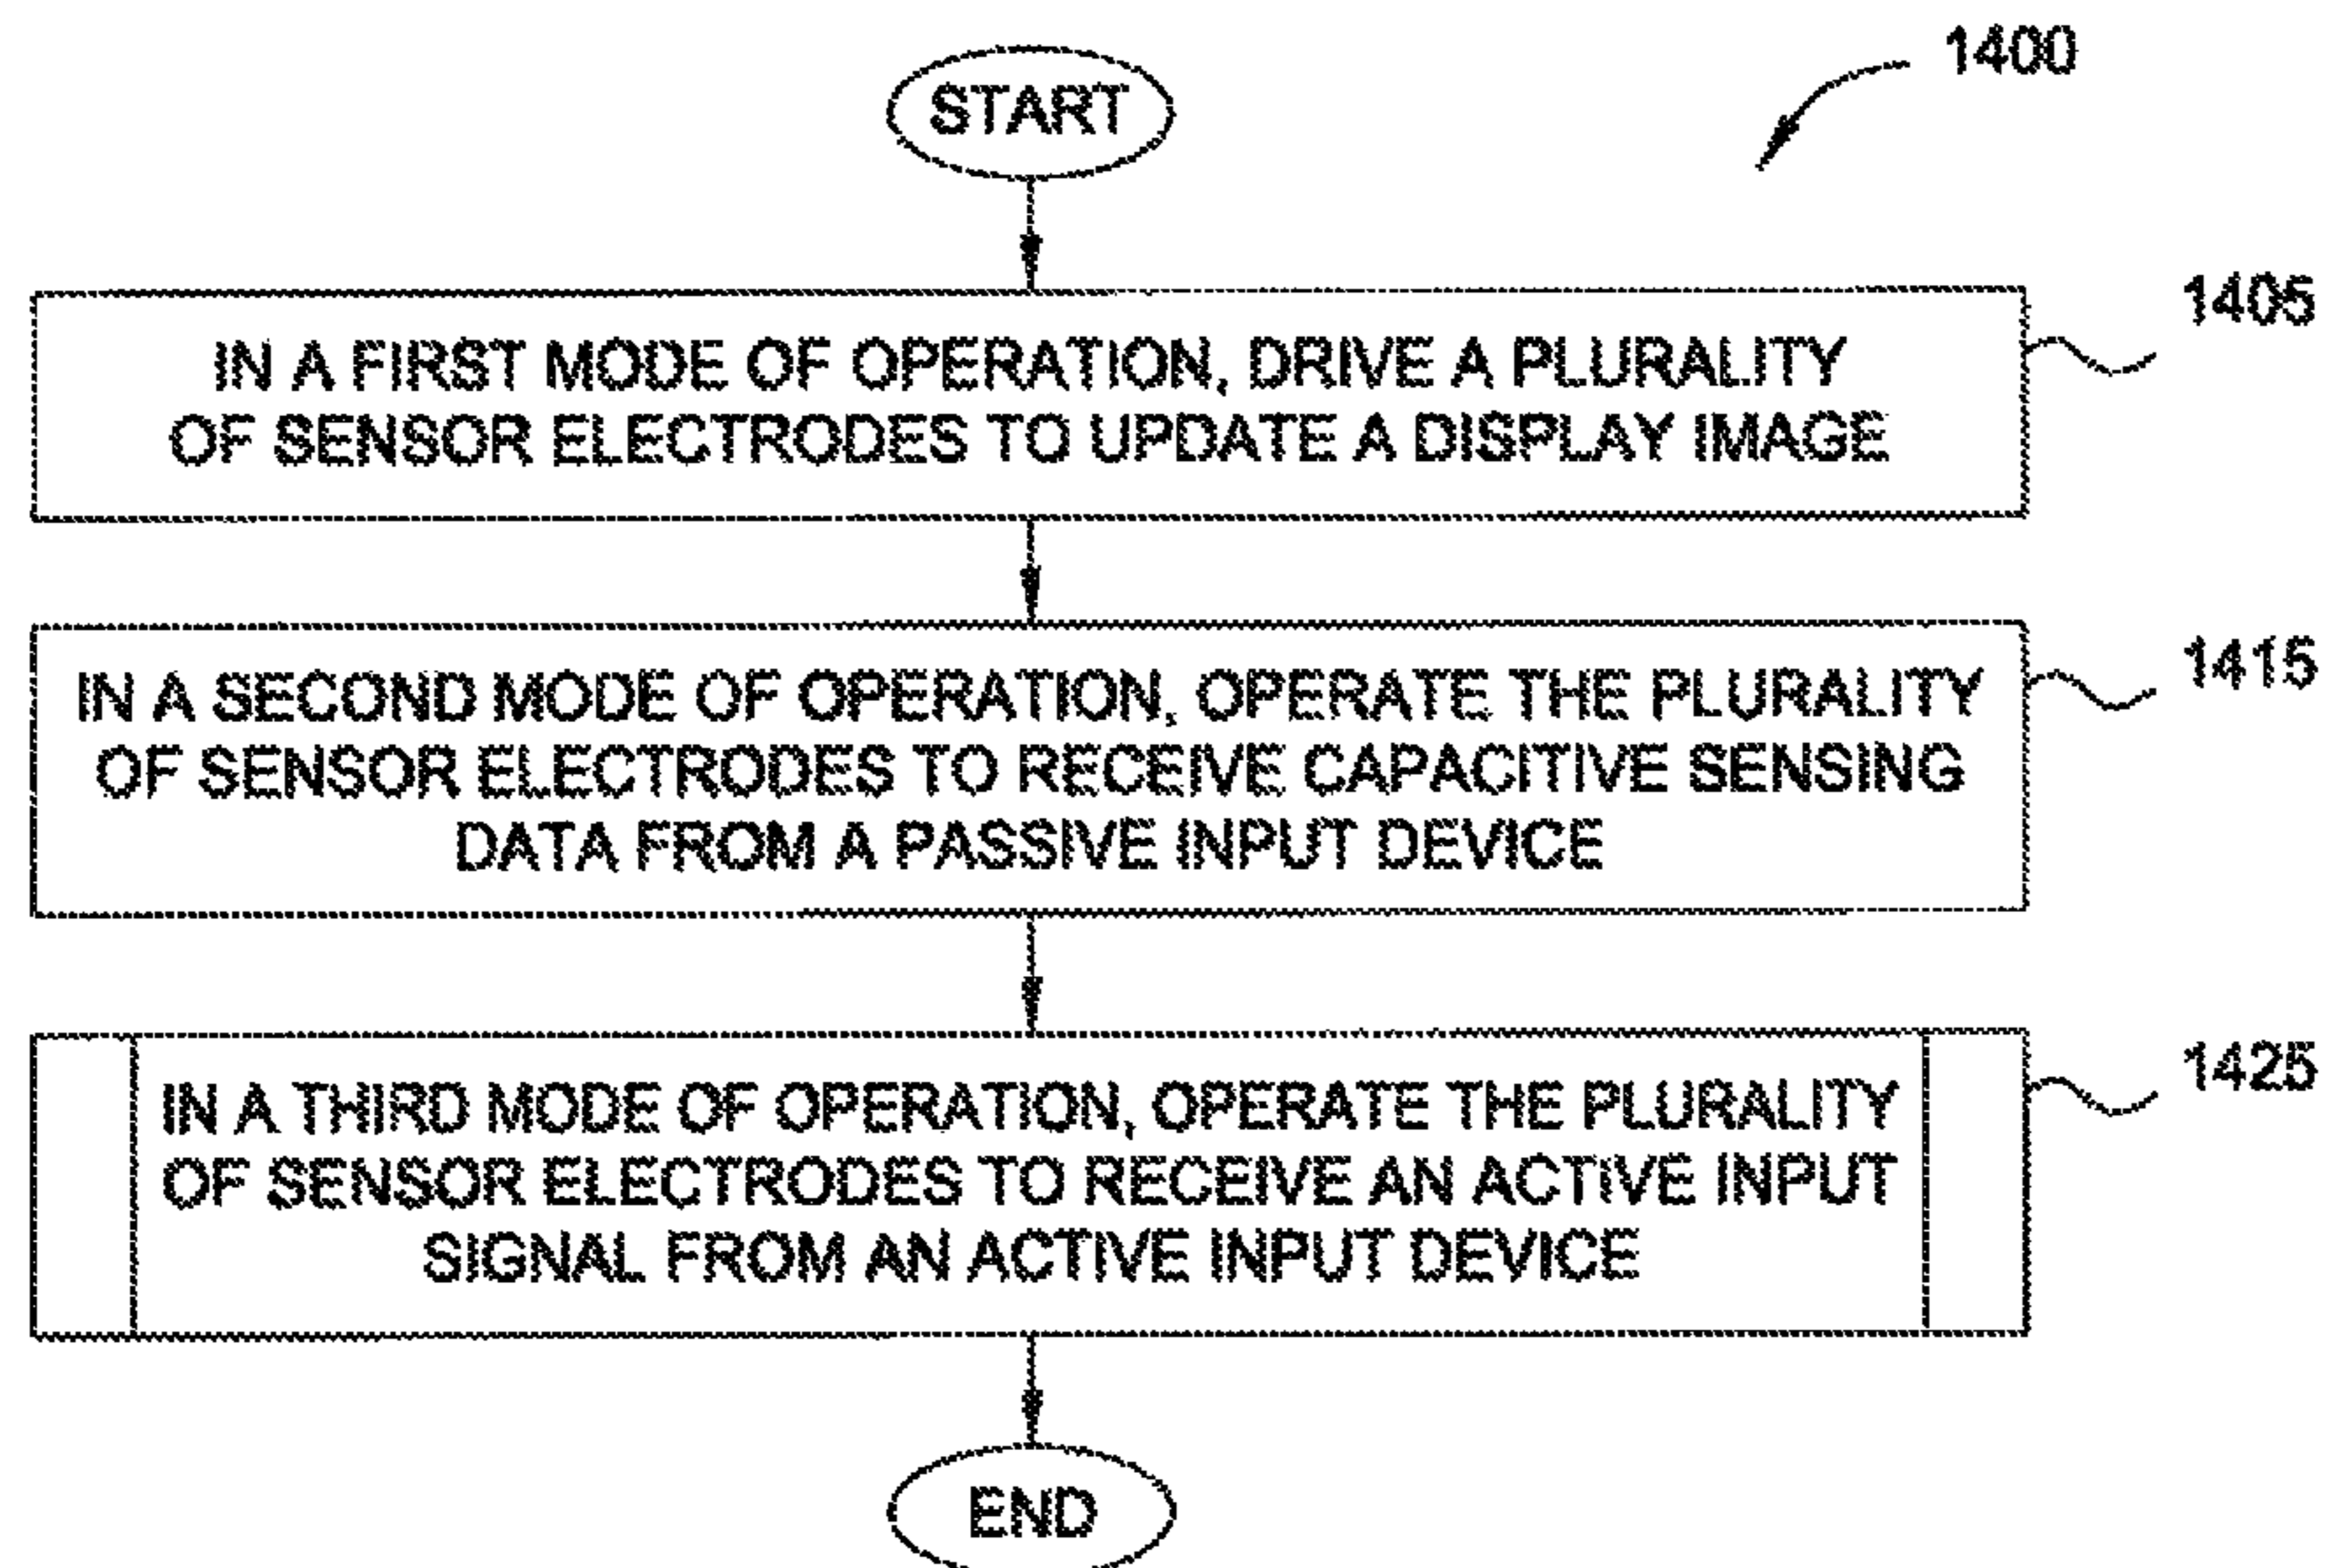 1400
START
1405
IN A FIRST MODE OF OPERATION, DRIVE A PLURALITY
OF SENSOR ELECTRODES TO UPDATE A DISPLAY IMAGE
1415
IN A SECOND MODE OF OPERATION, OPERATE THE PLURALITY
OF SENSOR ELECTRODES TO RECEIVE CAPACITIVE SENSING
DATA FROM A PASSIVE INPUT DEVICE
1425
IN A THIRD MODE OF OPERATION, OPERATE THE PLURALITY
OF SENSOR ELECTRODES TO RECEIVE AN ACTIVE INPUT
SIGNAL FROM AN ACTIVE INPUT DEVICE
END